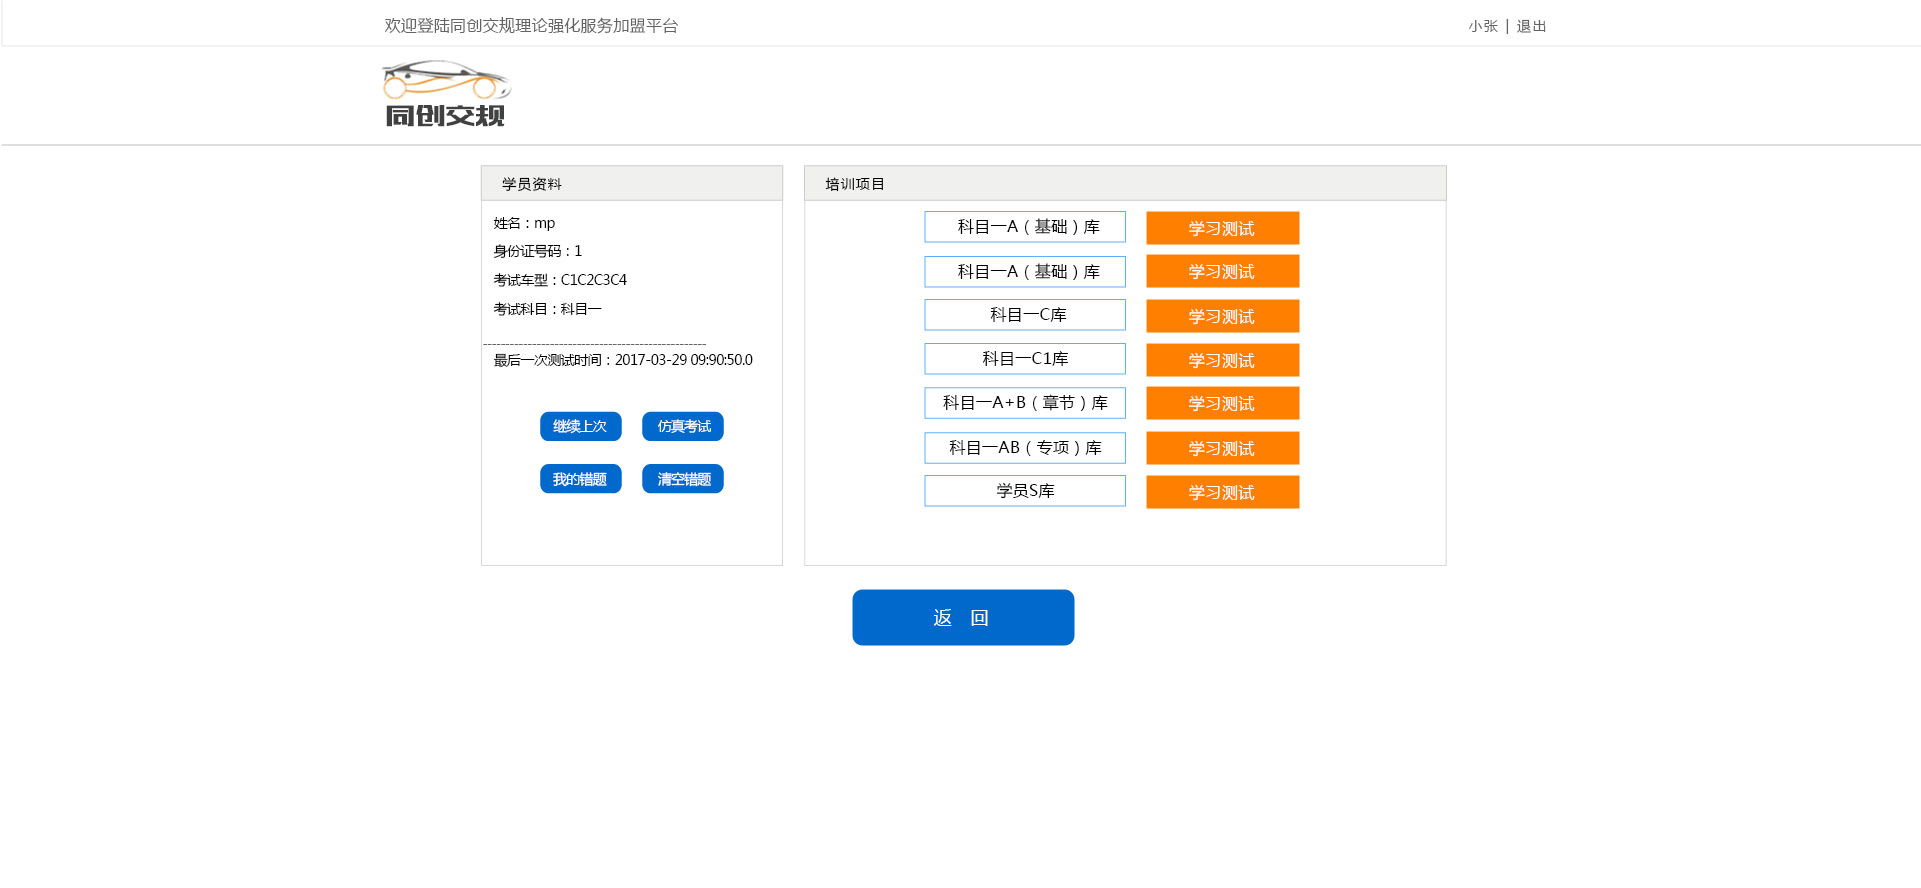 欢迎登陆同创交规理论强化服务加盟平台
小张 | 退出
同创交规
学员资料
姓名：mp
身份证号码：1
考试车型：C1C2C3C4
考试科目：科目一
--------------------------------------------------
最后一次测试时间：2017-03-29 09:90:50.0
继续上次 仿真考试
我的错题 清空错题
培训项目
科目一A（基础）库 学习测试
科目一A（基础）库 学习测试
科目一C库 学习测试
科目一C1库 学习测试
科目一A+B（章节）库 学习测试
科目一AB（专项）库 学习测试
学员S库 学习测试
返 回